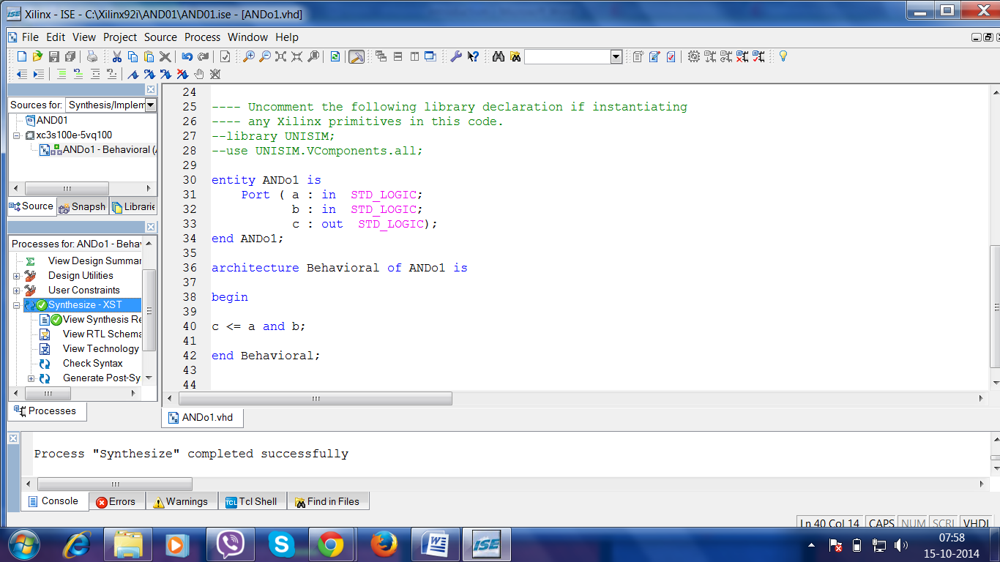 Xilinx - ISE - C:\Xilinx92i\AND01\AND01.ise - [ANDo1.vhd]
File Edit View Project Source Process Window Help
Sources for: Synthesis/Implem
AND01
xc3s100e-5vq100
ANDo1 - Behavioral (
Source Snapsh Librarie
Processes for: ANDo1 - Beha
View Design Summar
Design Utilities
User Constraints
Synthesize - XST
View Synthesis Re
View RTL Schema
View Technology
Check Syntax
Generate Post-Sy
Processes
24
25 ---- Uncomment the following library declaration if instantiating
26 ---- any Xilinx primitives in this code.
27 --library UNISIM;
28 --use UNISIM.VComponents.all;
29
30 entity ANDo1 is
31 Port ( a : in STD_LOGIC;
32 b : in STD_LOGIC;
33 c : out STD_LOGIC);
34 end ANDo1;
35
36 architecture Behavioral of ANDo1 is
37
38 begin
39
40 c <= a and b;
41
42 end Behavioral;
43
44
ANDo1.vhd
Process "Synthesize" completed successfully
Console Errors Warnings TCL Tcl Shell Find in Files
Ln 40 Col 14 CAPS NUM SCRL VHDL
ISE
07:58
15-10-2014